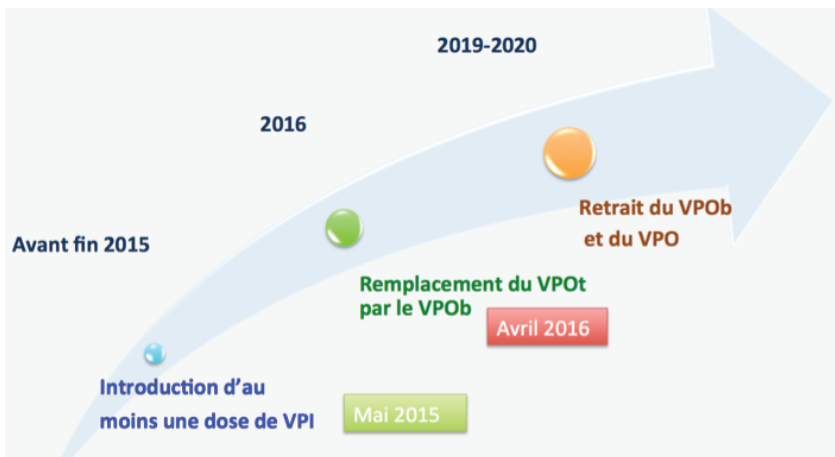 2019-2020
2016
Avant fin 2015
Retrait du VPOb
et du VPO
Remplacement du VPOt
par le VPOb
Avril 2016
Introduction d’au
moins une dose de VPI
Mai 2015